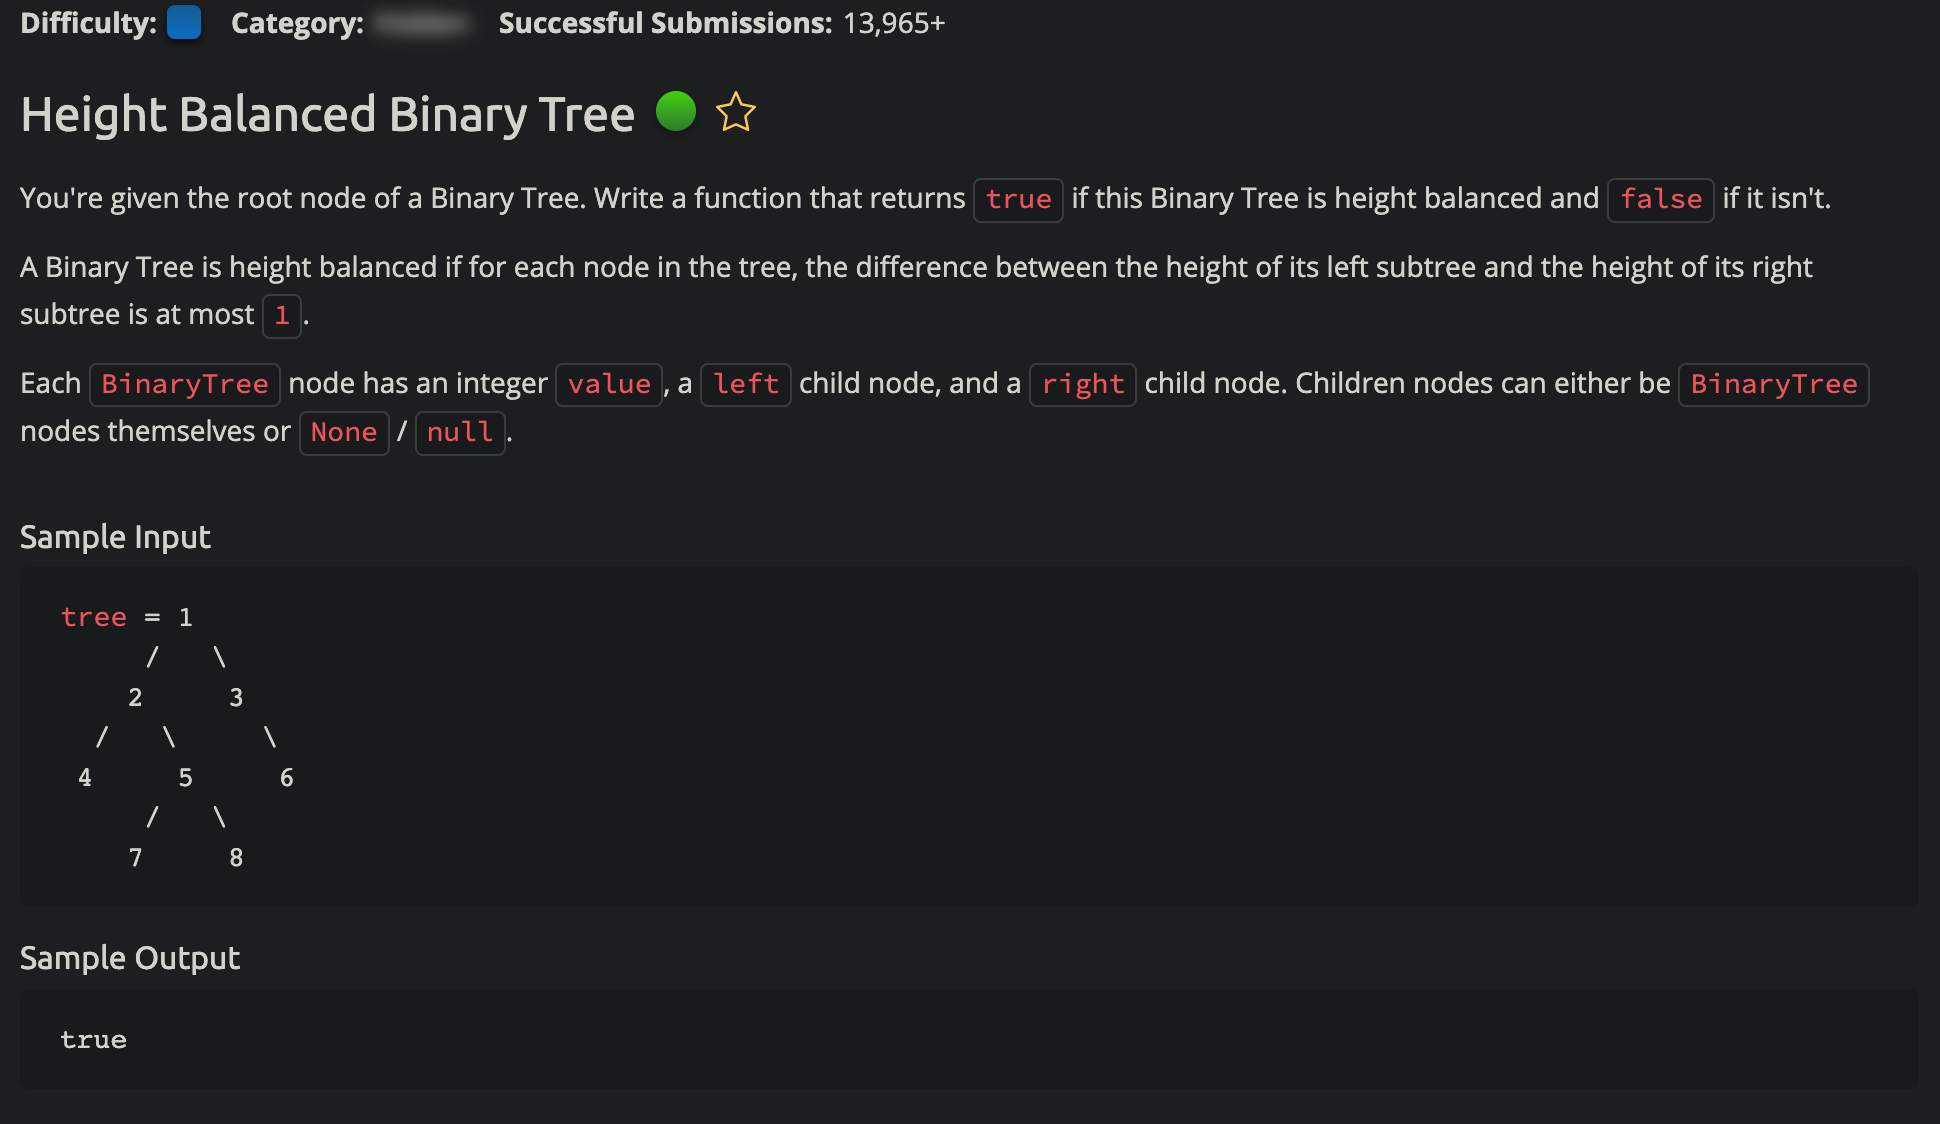 Difficulty: Category: Successful Submissions: 13,965+
Height Balanced Binary Tree
You're given the root node of a Binary Tree. Write a function that returns true if this Binary Tree is height balanced and false if it isn't.
A Binary Tree is height balanced if for each node in the tree, the difference between the height of its left subtree and the height of its right
subtree is at most 1.
Each BinaryTree node has an integer value, a left child node, and a right child node. Children nodes can either be BinaryTree
nodes themselves or None / null.
Sample Input
tree = 1
/ \
2 3
/ \ \
4 5 6
/ \
7 8
Sample Output
true